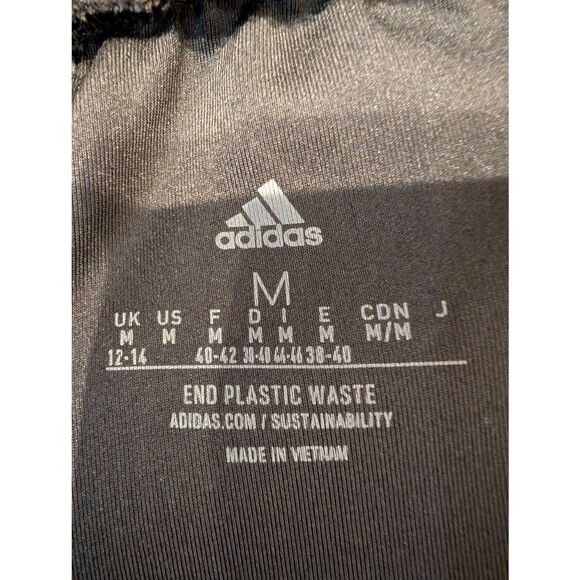 adidas
M
UK US F D I E CDN J
M M M M M M M/M
12-14 40-42 38-40 44-46 38-40
END PLASTIC WASTE
ADIDAS.COM / SUSTAINABILITY
MADE IN VIETNAM